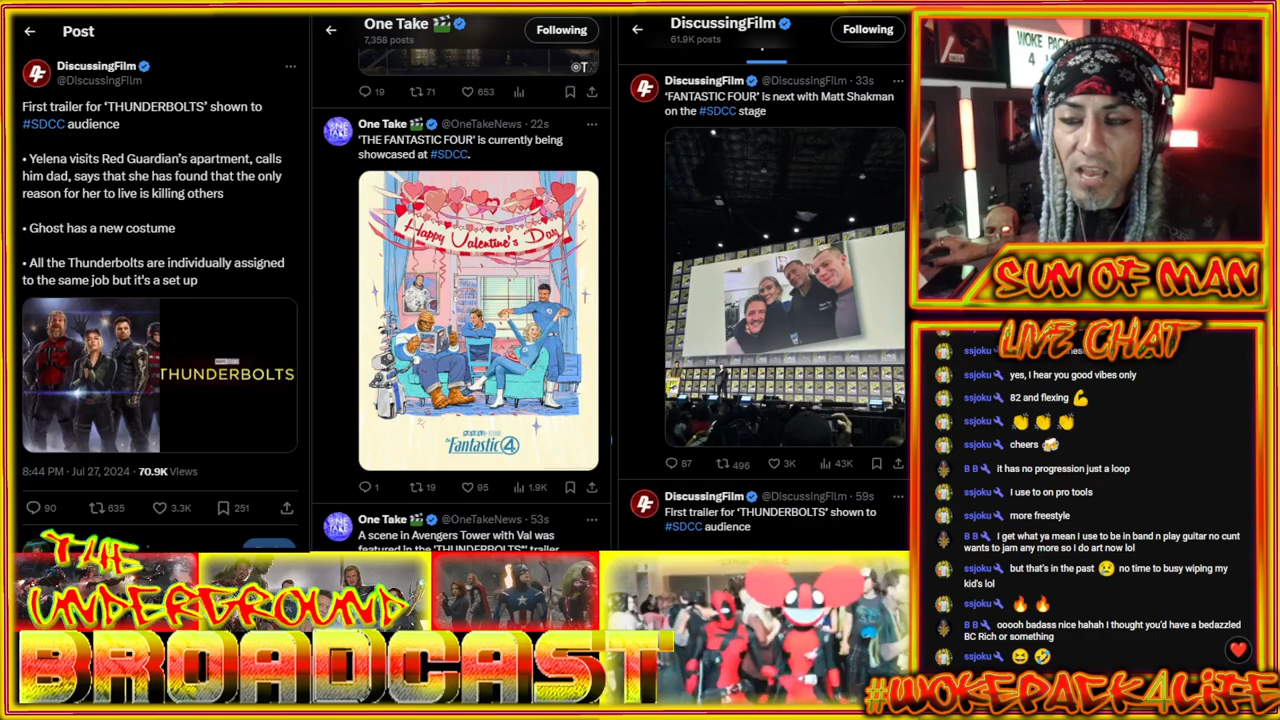 Post
DiscussingFilm
@DiscussingFilm
First trailer for ‘THUNDERBOLTS’ shown to
#SDCC audience
• Yelena visits Red Guardian’s apartment, calls
him dad, says that she has found that the only
reason for her to live is killing others
• Ghost has a new costume
• All the Thunderbolts are individually assigned
to the same job but it's a set up
THUNDERBOLTS
8:44 PM · Jul 27, 2024 · 70.9K Views
90 635 3.3K 251
One Take
7,358 posts
Following
19 71 653
One Take @OneTakeNews · 22s
‘THE FANTASTIC FOUR’ is currently being
showcased at #SDCC.
Happy Valentine's Day
Fantastic 4
1 19 95 1.9K
One Take @OneTakeNews · 53s
A scene in Avengers Tower with Val was
featured in the ‘THUNDERBOLTS*’ trailer
DiscussingFilm
61.9K posts
Following
DiscussingFilm @DiscussingFilm · 33s
‘FANTASTIC FOUR’ is next with Matt Shakman
on the #SDCC stage
87 496 3K 43K
DiscussingFilm @DiscussingFilm · 59s
First trailer for ‘THUNDERBOLTS’ shown to
#SDCC audience
WOKE PACK
4
SUN OF MAN
LIVE CHAT
ssjoku
ssjoku yes, I hear you good vibes only
ssjoku 82 and flexing 💪
ssjoku 👏👏👏
ssjoku cheers 🍻
B B it has no progression just a loop
ssjoku I use to on pro tools
ssjoku more freestyle
B B I get what ya mean I use to be in band n play guitar no cunt
wants to jam any more so I do art now lol
ssjoku but that's in the past 😢 no time to busy wiping my
kid's lol
ssjoku 🔥🔥
B B ooooh badass nice hahah I thought you'd have a bedazzled
BC Rich or something
ssjoku 😆🤣
THE
UNDERGROUND
BROADCAST
#WOKEPACK4LIFE